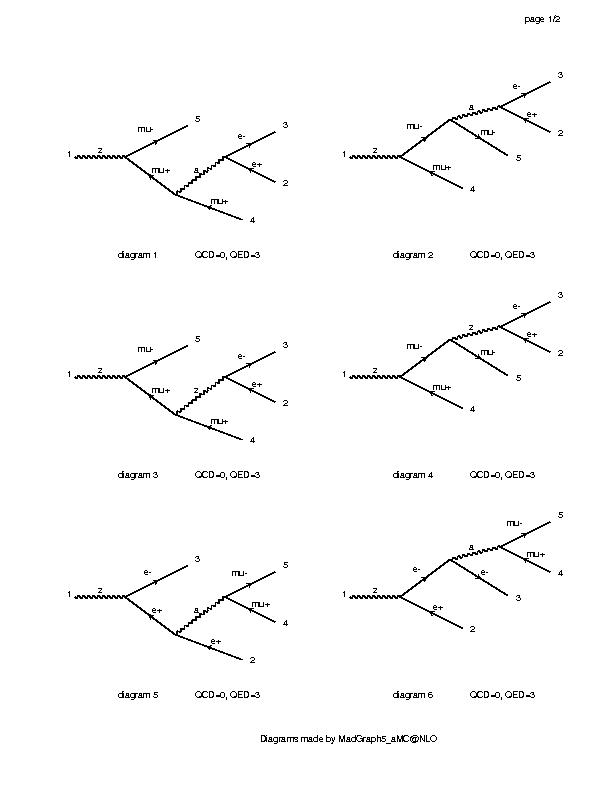 page 1/2
mu- 5 e- 3
1 z mu+ a e+ 2
mu+ 4
diagram 1 QCD=0, QED=3
e- 3
a e+ 2
mu- mu- 5
1 z mu+ 4
diagram 2 QCD=0, QED=3
mu- 5 e- 3
1 z mu+ z e+ 2
mu+ 4
diagram 3 QCD=0, QED=3
e- 3
z e+ 2
mu- mu- 5
1 z mu+ 4
diagram 4 QCD=0, QED=3
e- 3 mu- 5
1 z e+ a mu+ 4
e+ 2
diagram 5 QCD=0, QED=3
mu- 5
a mu+ 4
e- e- 3
1 z e+ 2
diagram 6 QCD=0, QED=3
Diagrams made by MadGraph5_aMC@NLO